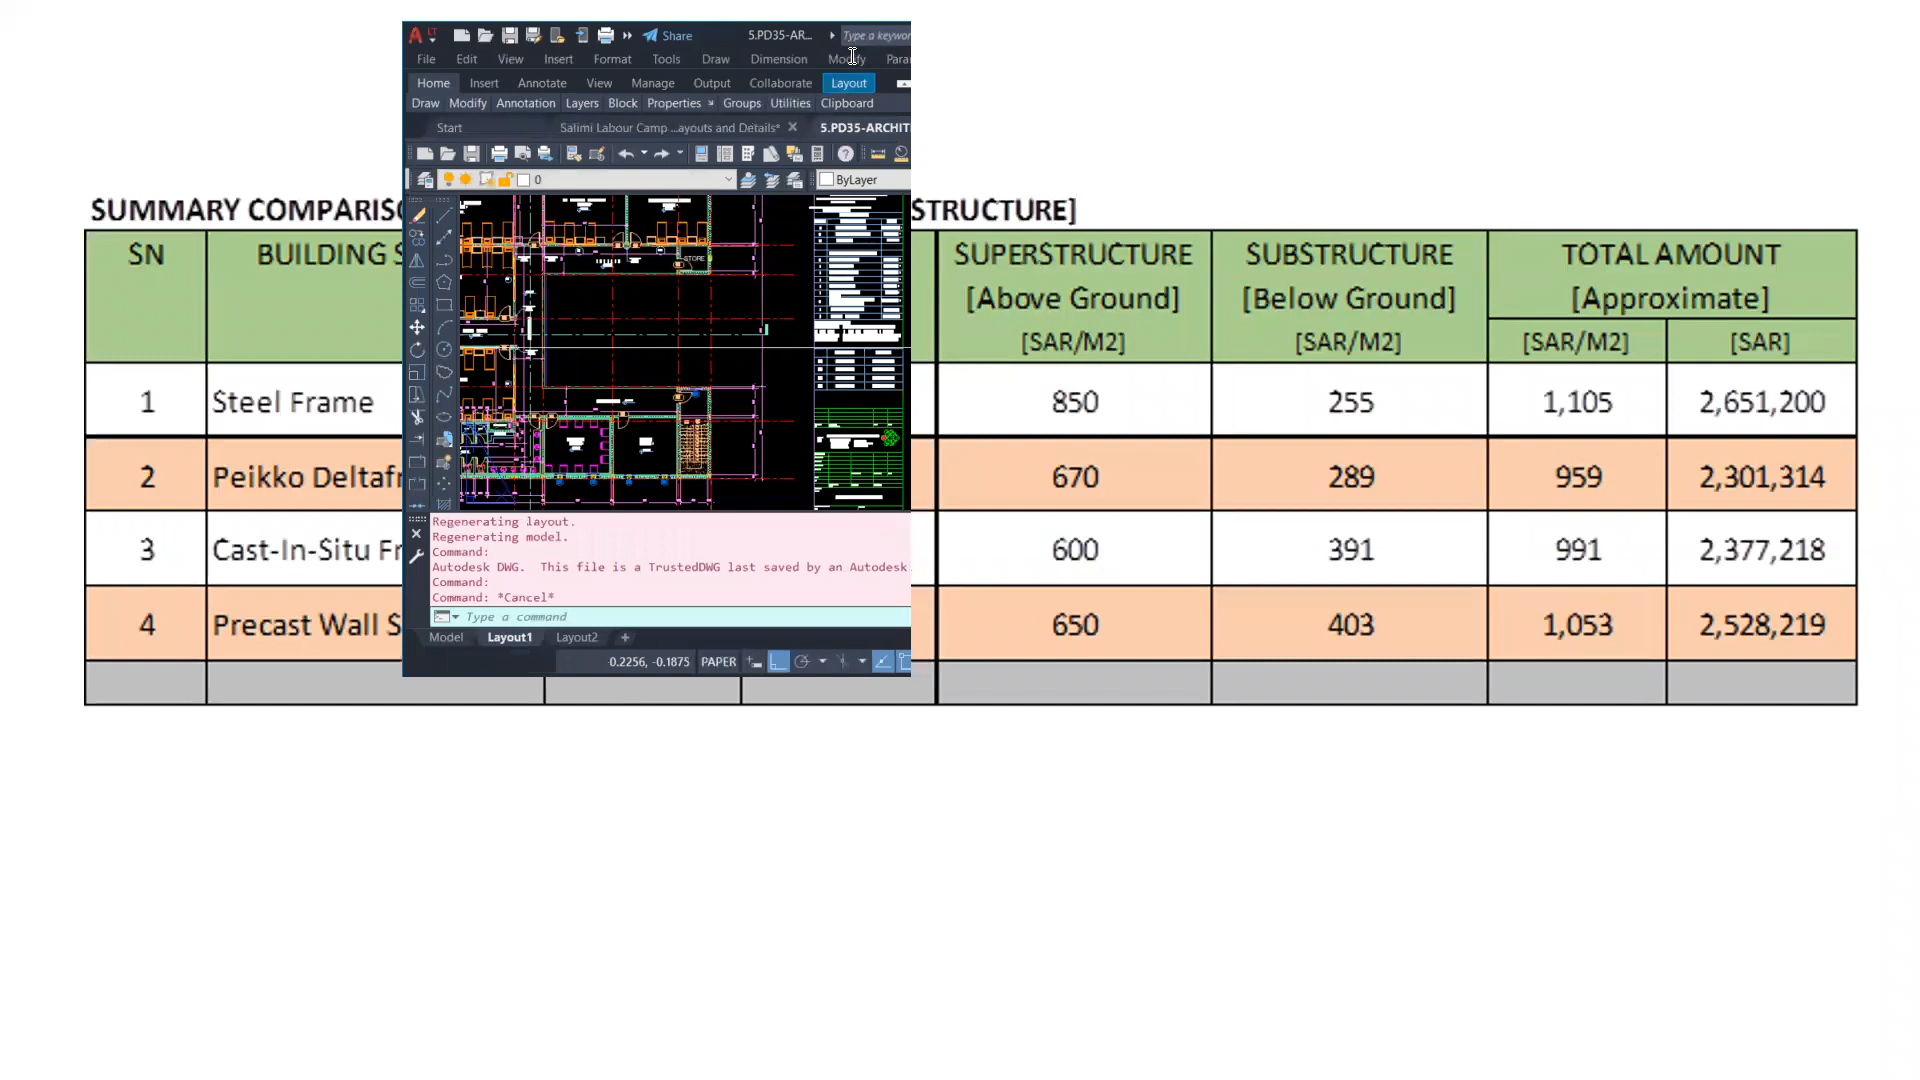 Share 5.PD35-AR... Type a keywor
File Edit View Insert Format Tools Draw Dimension Modify Para
Home Insert Annotate View Manage Output Collaborate Layout
Draw Modify Annotation Layers Block Properties Groups Utilities Clipboard
Start Salimi Labour Camp ...ayouts and Details* 5.PD35-ARCHIT
0 ByLayer
STORE
Regenerating layout.
Regenerating model.
Command:
Autodesk DWG. This file is a TrustedDWG last saved by an Autodesk
Command:
Command: *Cancel*
Type a command
Model Layout1 Layout2 +
0.2256, -0.1875 PAPER
SUMMARY COMPARISO STRUCTURE]
SN BUILDING S SUPERSTRUCTURE SUBSTRUCTURE TOTAL AMOUNT
[Above Ground] [Below Ground] [Approximate]
[SAR/M2] [SAR/M2] [SAR/M2] [SAR]
1 Steel Frame 850 255 1,105 2,651,200
2 Peikko Deltafr 670 289 959 2,301,314
3 Cast-In-Situ Fr 600 391 991 2,377,218
4 Precast Wall S 650 403 1,053 2,528,219